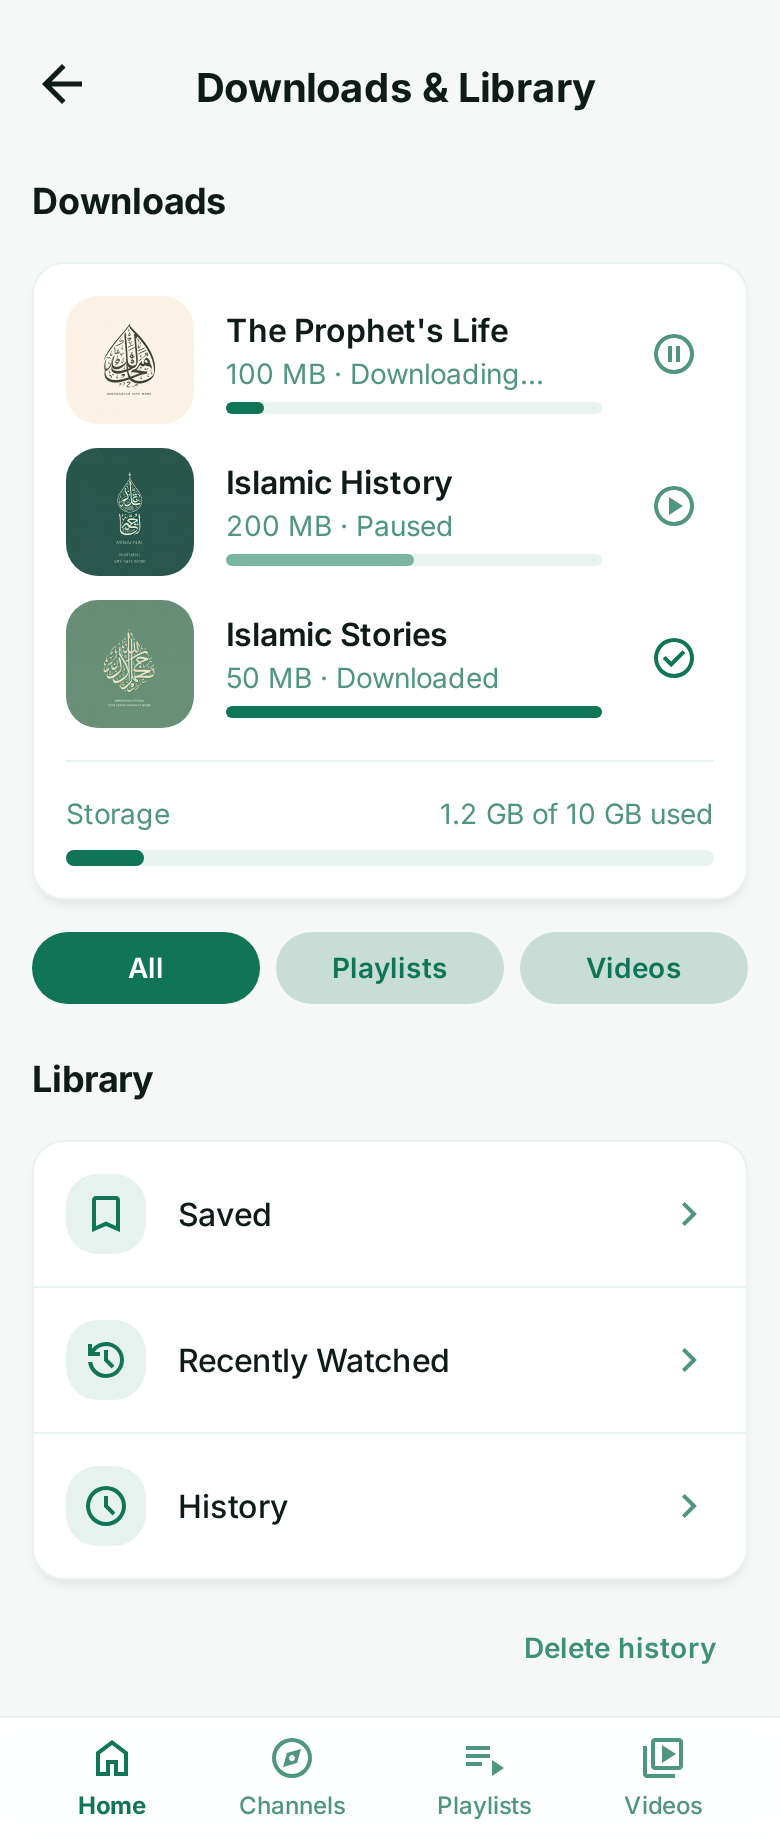 Downloads & Library
Downloads
The Prophet's Life
100 MB · Downloading...
Islamic History
200 MB · Paused
Islamic Stories
50 MB · Downloaded
Storage
1.2 GB of 10 GB used
All
Playlists
Videos
Library
Saved
Recently Watched
History
Delete history
Home
Channels
Playlists
Videos